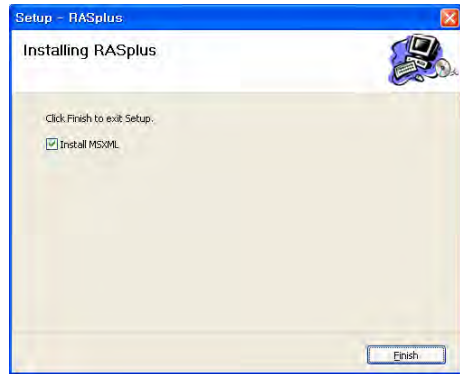 Setup - RASplus
Installing RASplus
Click Finish to exit Setup.
Install MSXML
Finish